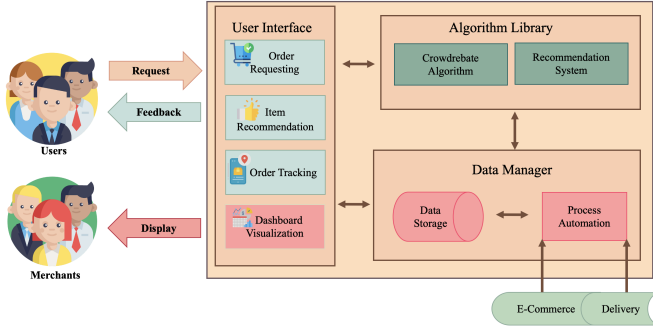 User Interface
Order
Requesting
Item
Recommendation
Order Tracking
Dashboard
Visualization
Algorithm Library
Crowdrebate
Algorithm
Recommendation
System
Data Manager
Data
Storage
Process
Automation
Request
Feedback
Users
Display
Merchants
E-Commerce
Delivery